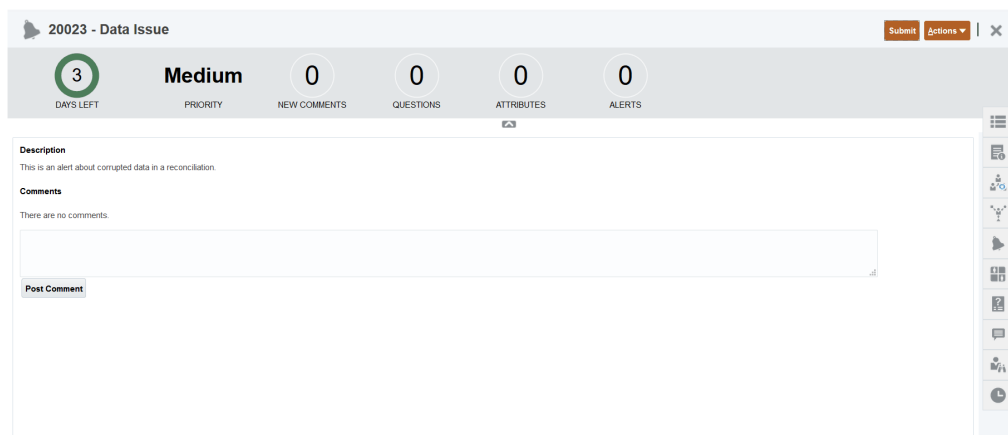 20023 - Data Issue
Submit
Actions
3
DAYS LEFT
Medium
PRIORITY
0
NEW COMMENTS
0
QUESTIONS
0
ATTRIBUTES
0
ALERTS
Description
This is an alert about corrupted data in a reconciliation.
Comments
There are no comments.
Post Comment